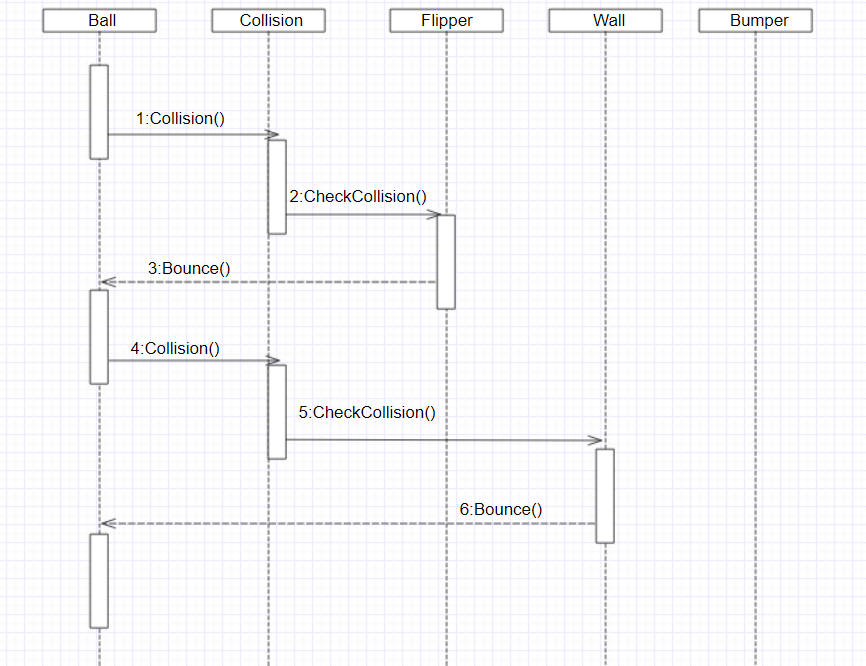 Ball
Collision
Flipper
Wall
Bumper
1:Collision()
2:CheckCollision()
3:Bounce()
4:Collision()
5:CheckCollision()
6:Bounce()